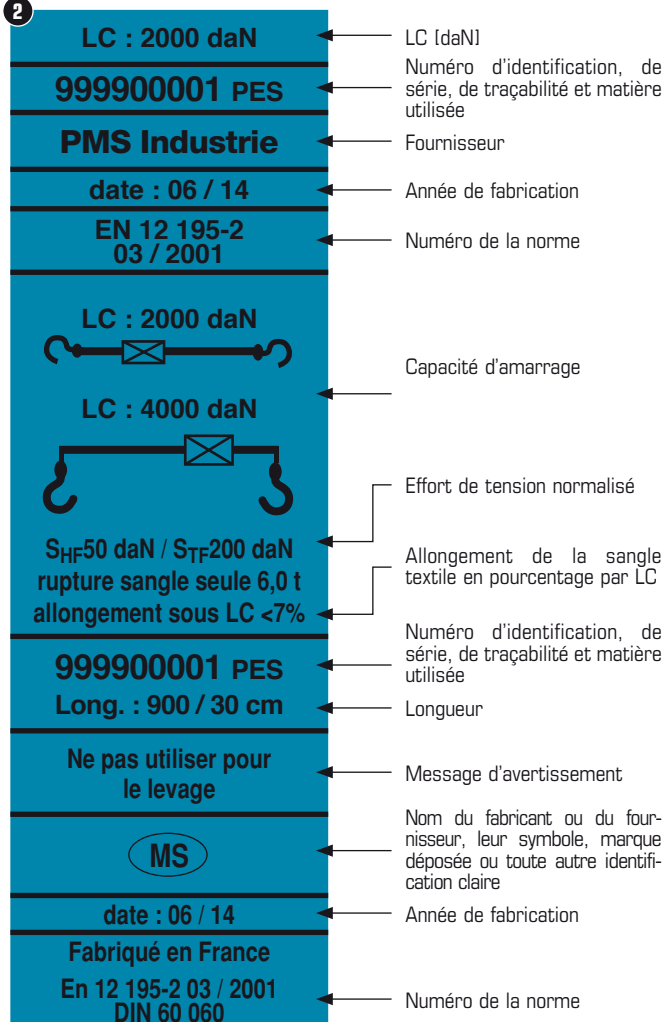 2
LC : 2000 daN
LC [daN]
999900001 PES
Numéro d'identification, de
série, de traçabilité et matière
utilisée
PMS Industrie
Fournisseur
date : 06 / 14
Année de fabrication
EN 12 195-2
03 / 2001
Numéro de la norme
LC : 2000 daN
LC : 4000 daN
Capacité d'amarrage
SHF50 daN / STF200 daN
Effort de tension normalisé
rupture sangle seule 6,0 t
allongement sous LC <7%
Allongement de la sangle
textile en pourcentage par LC
999900001 PES
Numéro d'identification, de
série, de traçabilité et matière
utilisée
Long. : 900 / 30 cm
Longueur
Ne pas utiliser pour
le levage
Message d'avertissement
MS
Nom du fabricant ou du four-
nisseur, leur symbole, marque
déposée ou toute autre identifi-
cation claire
date : 06 / 14
Année de fabrication
Fabriqué en France
En 12 195-2 03 / 2001
DIN 60 060
Numéro de la norme